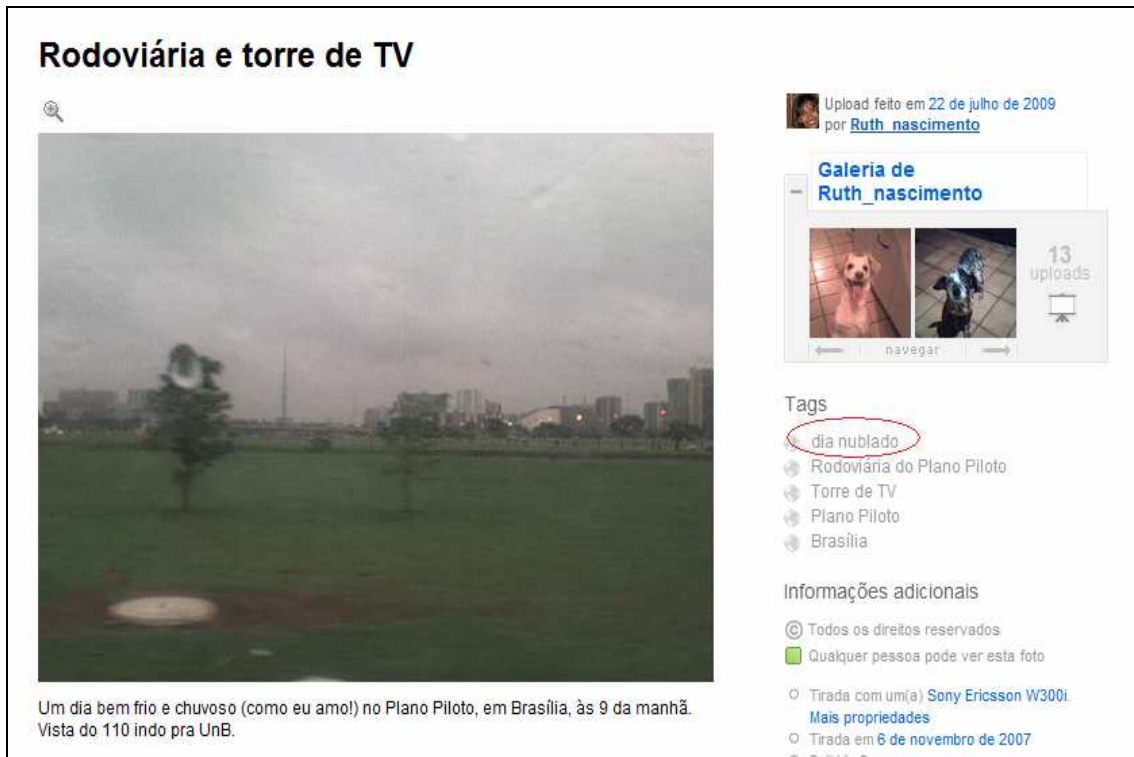 Rodoviária e torre de TV
Upload feito em 22 de julho de 2009
por Ruth_nascimento
Galeria de
Ruth_nascimento
13
uploads
navegar
Tags
dia nublado
Rodoviária do Plano Piloto
Torre de TV
Plano Piloto
Brasília
Informações adicionais
© Todos os direitos reservados
Qualquer pessoa pode ver esta foto
Tirada com um(a) Sony Ericsson W300i.
Mais propriedades
Tirada em 6 de novembro de 2007
Um dia bem frio e chuvoso (como eu amo!) no Plano Piloto, em Brasília, às 9 da manhã.
Vista do 110 indo pra UnB.